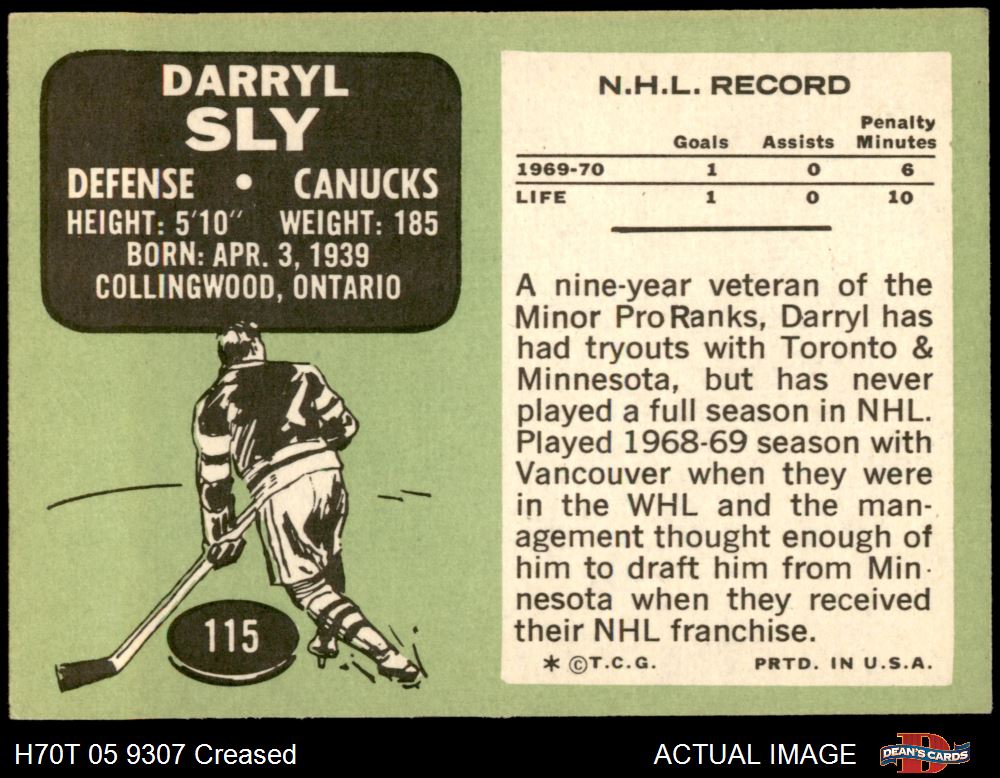 DARRYL
SLY
DEFENSE • CANUCKS
HEIGHT: 5'10" WEIGHT: 185
BORN: APR. 3, 1939
COLLINGWOOD, ONTARIO
115
N.H.L. RECORD
Goals Assists Penalty Minutes
1969-70 1 0 6
LIFE 1 0 10
A nine-year veteran of the
Minor Pro Ranks, Darryl has
had tryouts with Toronto &
Minnesota, but has never
played a full season in NHL.
Played 1968-69 season with
Vancouver when they were
in the WHL and the man-
agement thought enough of
him to draft him from Min-
nesota when they received
their NHL franchise.
* ©T.C.G. PRTD. IN U.S.A.
H70T 05 9307 Creased
ACTUAL IMAGE
DEAN'S CARDS